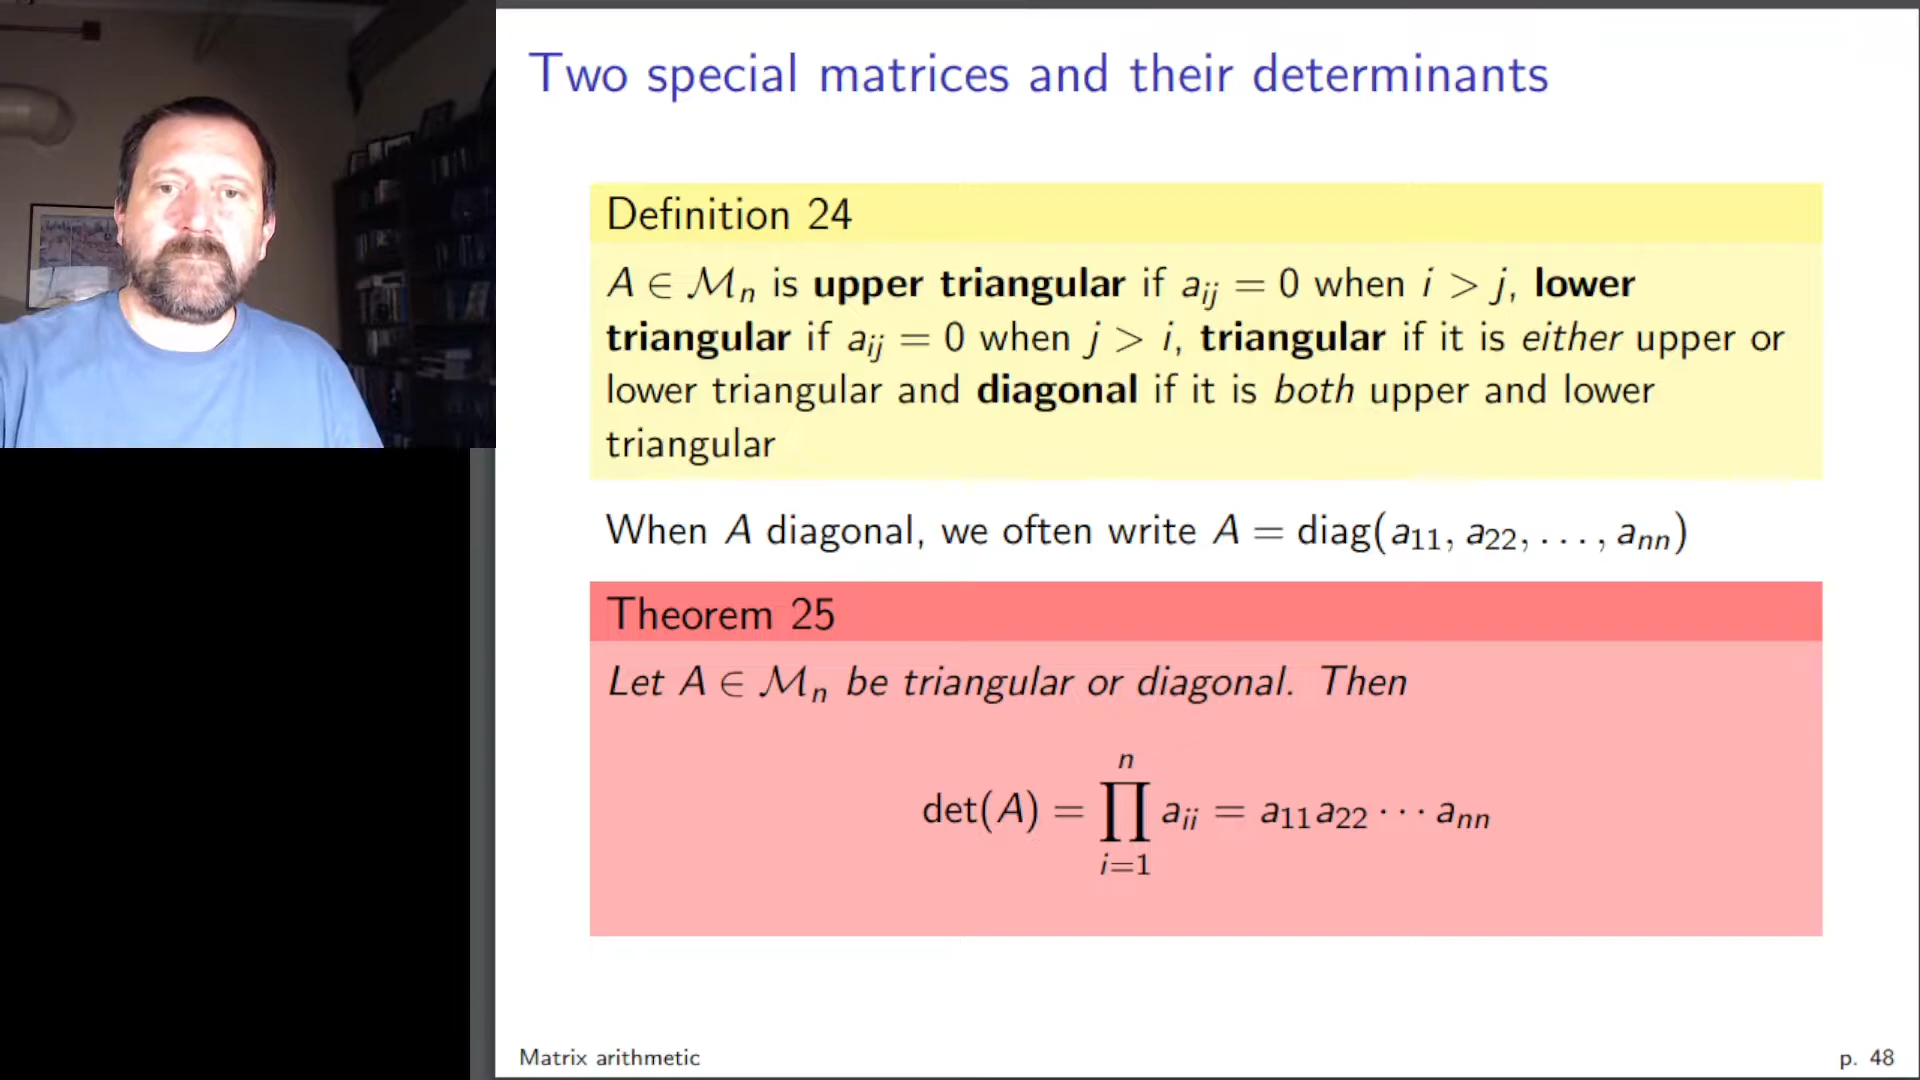 Two special matrices and their determinants
Definition 24
A ∈ ℳₙ is upper triangular if aᵢⱼ = 0 when i > j, lower
triangular if aᵢⱼ = 0 when j > i, triangular if it is either upper or
lower triangular and diagonal if it is both upper and lower
triangular
When A diagonal, we often write A = diag(a₁₁, a₂₂, . . . , aₙₙ)
Theorem 25
Let A ∈ ℳₙ be triangular or diagonal. Then
det(A) = ∏ⁿᵢ₌₁ aᵢᵢ = a₁₁a₂₂ · · · aₙₙ
Matrix arithmetic
p. 48